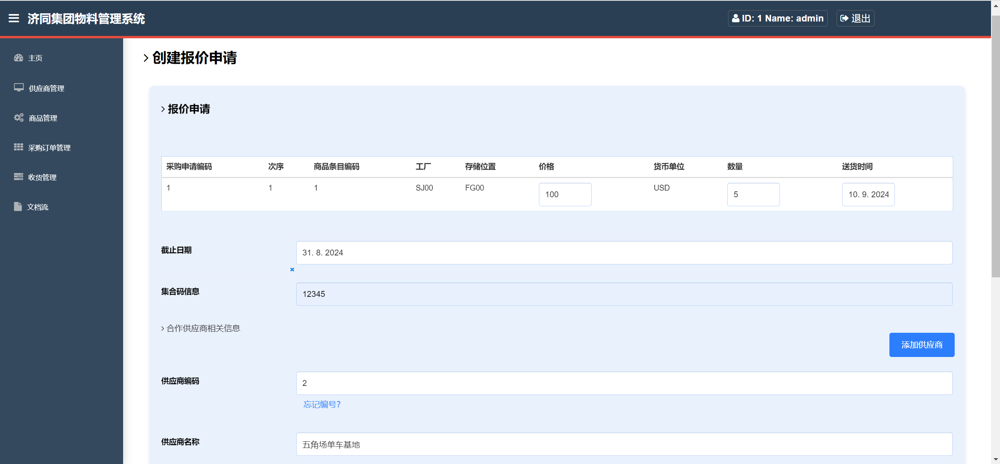 济同集团物料管理系统
ID: 1 Name: admin
退出
主页
供应商管理
商品管理
采购订单管理
收货管理
文档流
创建报价申请
报价申请
采购申请编码 次序 商品条目编码 工厂 存储位置 价格 货币单位 数量 送货时间
1 1 1 SJ00 FG00 100 USD 5 10. 9. 2024
截止日期 31. 8. 2024
集合码信息 12345
合作供应商相关信息
添加供应商
供应商编码 2
忘记编号?
供应商名称 五角场单车基地